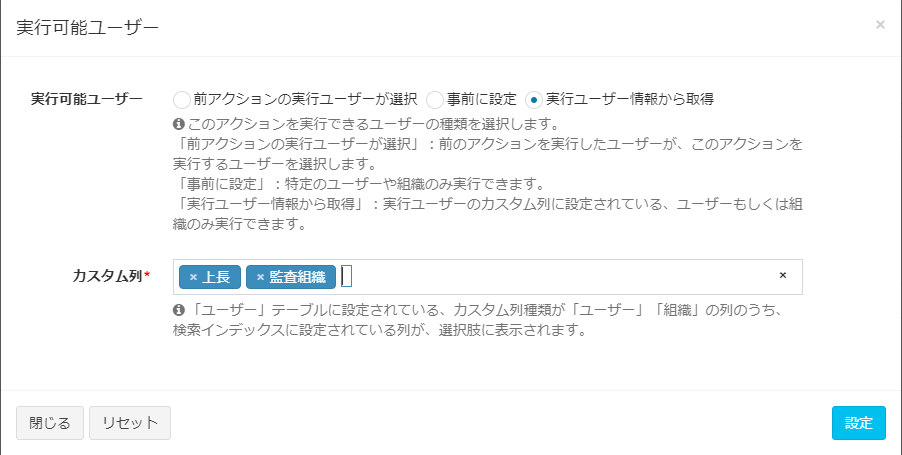 実行可能ユーザー ×
実行可能ユーザー 前アクションの実行ユーザーが選択 事前に設定 実行ユーザー情報から取得
このアクションを実行できるユーザーの種類を選択します。
「前アクションの実行ユーザーが選択」：前のアクションを実行したユーザーが、このアクションを
実行するユーザーを選択します。
「事前に設定」：特定のユーザーや組織のみ実行できます。
「実行ユーザー情報から取得」：実行ユーザーのカスタム列に設定されている、ユーザーもしくは組
織のみ実行できます。
カスタム列* × 上長 × 監査組織 ×
「ユーザー」テーブルに設定されている、カスタム列種類が「ユーザー」「組織」の列のうち、
検索インデックスに設定されている列が、選択肢に表示されます。
閉じる リセット 設定